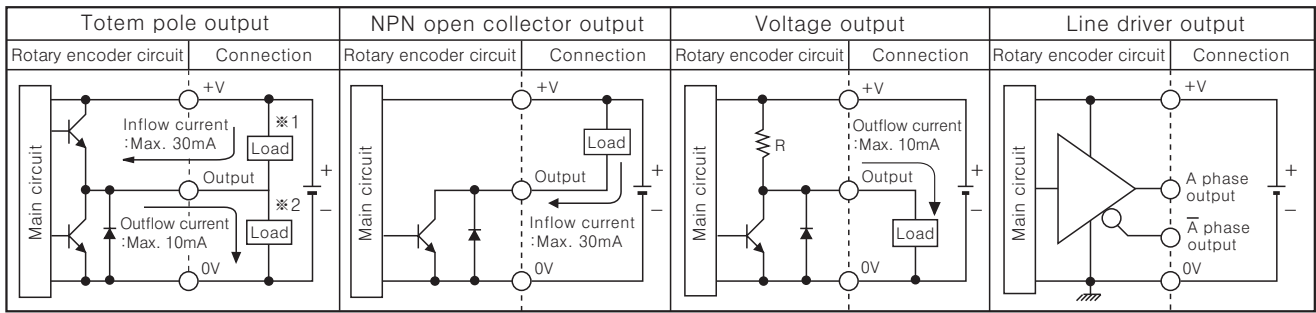 Totem pole output
NPN open collector output
Voltage output
Line driver output
Rotary encoder circuit
Connection
Rotary encoder circuit
Connection
Rotary encoder circuit
Connection
Rotary encoder circuit
Connection
Main circuit
+V
Inflow current
:Max. 30mA
※1
Load
Output
+
−
※2
Outflow current
:Max. 10mA
Load
0V
Main circuit
+V
Load
Output
+
−
Inflow current
:Max. 30mA
0V
Main circuit
+V
R
Outflow current
:Max. 10mA
Output
+
−
Load
0V
Main circuit
+V
A phase
output
+
−
A̅ phase
output
0V